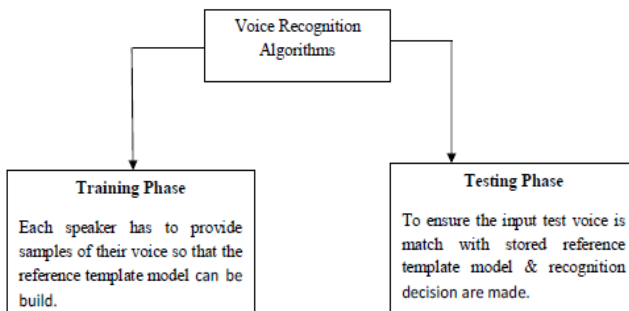 Voice Recognition
Algorithms
Training Phase
Each speaker has to provide
samples of their voice so that the
reference template model can be
build.
Testing Phase
To ensure the input test voice is
match with stored reference
template model & recognition
decision are made.